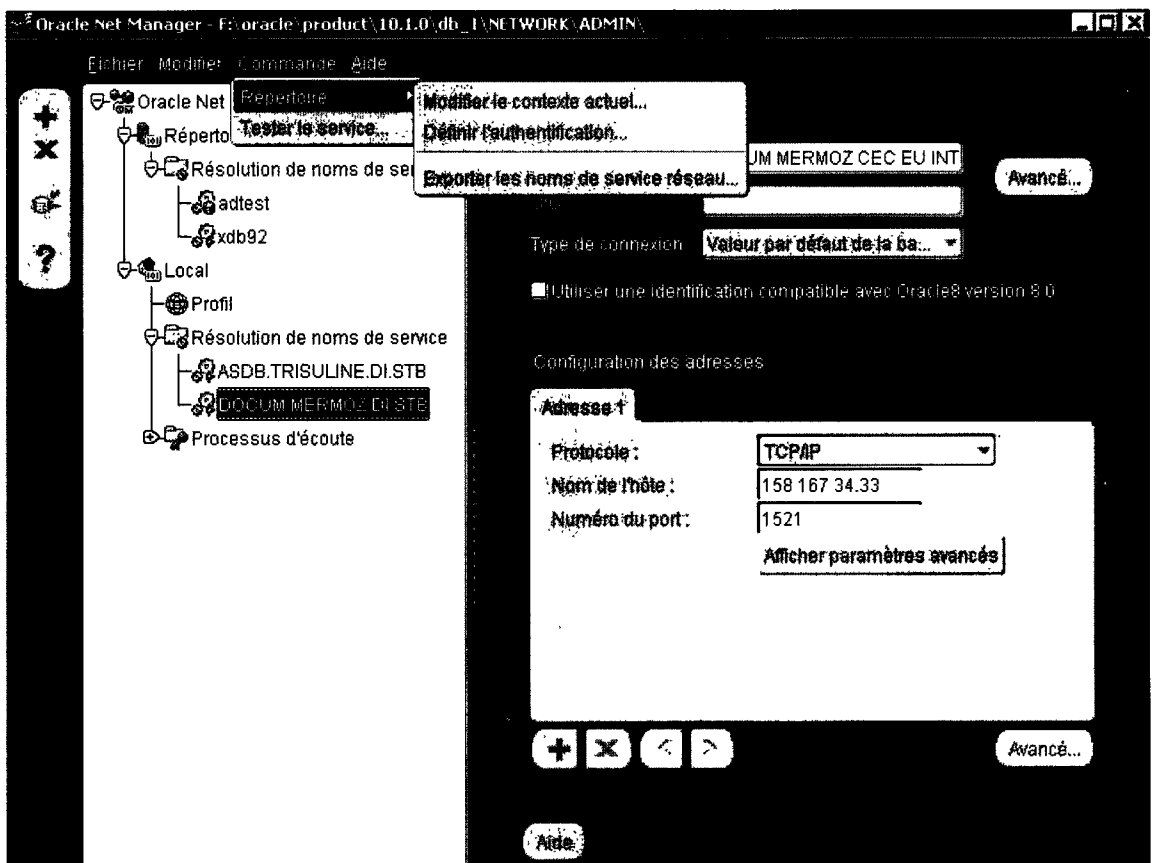 Oracle Net Manager - F:\oracle\product\10.1.0\db_1\NETWORK\ADMIN\
Fichier Modifier Commande Aide
Oracle Net
Répertoire
Tester le service...
Modifier le contexte actuel...
Définir l'authentification...
Exporter les noms de service réseau...
Réperto
Résolution de noms de ser
adtest
xdb92
Local
Profil
Résolution de noms de service
ASDB.TRISULINE.DI.STB
DOCUM.MERMOZ.DI.STB
Processus d'écoute
UM MERMOZ CEC EU INT
Avancé...
Type de connexion
Valeur par défaut de la ba...
Utiliser une identification compatible avec Oracle8 version 8.0
Configuration des adresses
Adresse 1
Protocole :
TCP/IP
Nom de l'hôte :
158 167 34.33
Numéro du port :
1521
Afficher paramètres avancés
Avancé...
Aide